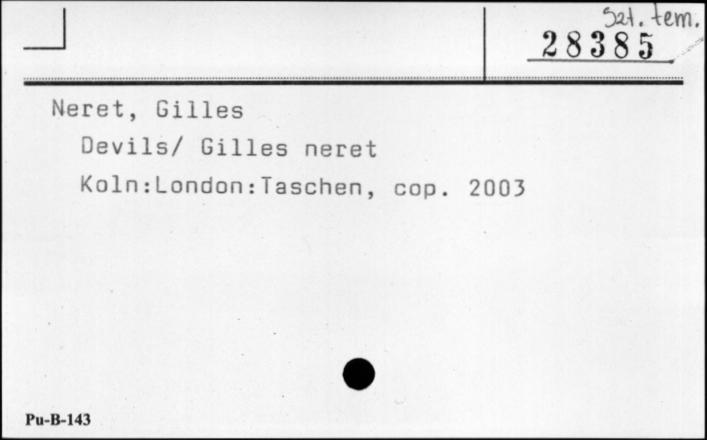 Szt. tem.
28385
Neret, Gilles
Devils/ Gilles neret
Koln:London:Taschen, cop. 2003
Pu-B-143